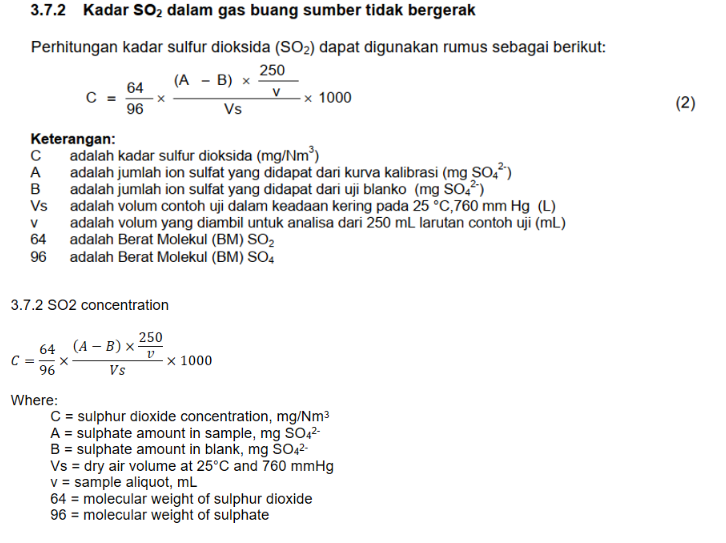 3.7.2 Kadar SO₂ dalam gas buang sumber tidak bergerak
Perhitungan kadar sulfur dioksida (SO₂) dapat digunakan rumus sebagai berikut:
C = 64/96 × ((A − B) × 250/v)/Vs × 1000 (2)
Keterangan:
C adalah kadar sulfur dioksida (mg/Nm³)
A adalah jumlah ion sulfat yang didapat dari kurva kalibrasi (mg SO₄²⁻)
B adalah jumlah ion sulfat yang didapat dari uji blanko (mg SO₄²⁻)
Vs adalah volum contoh uji dalam keadaan kering pada 25 °C,760 mm Hg (L)
v adalah volum yang diambil untuk analisa dari 250 mL larutan contoh uji (mL)
64 adalah Berat Molekul (BM) SO₂
96 adalah Berat Molekul (BM) SO₄
3.7.2 SO2 concentration
C = 64/96 × ((A − B) × 250/v)/Vs × 1000
Where:
C = sulphur dioxide concentration, mg/Nm³
A = sulphate amount in sample, mg SO₄²⁻
B = sulphate amount in blank, mg SO₄²⁻
Vs = dry air volume at 25°C and 760 mmHg
v = sample aliquot, mL
64 = molecular weight of sulphur dioxide
96 = molecular weight of sulphate